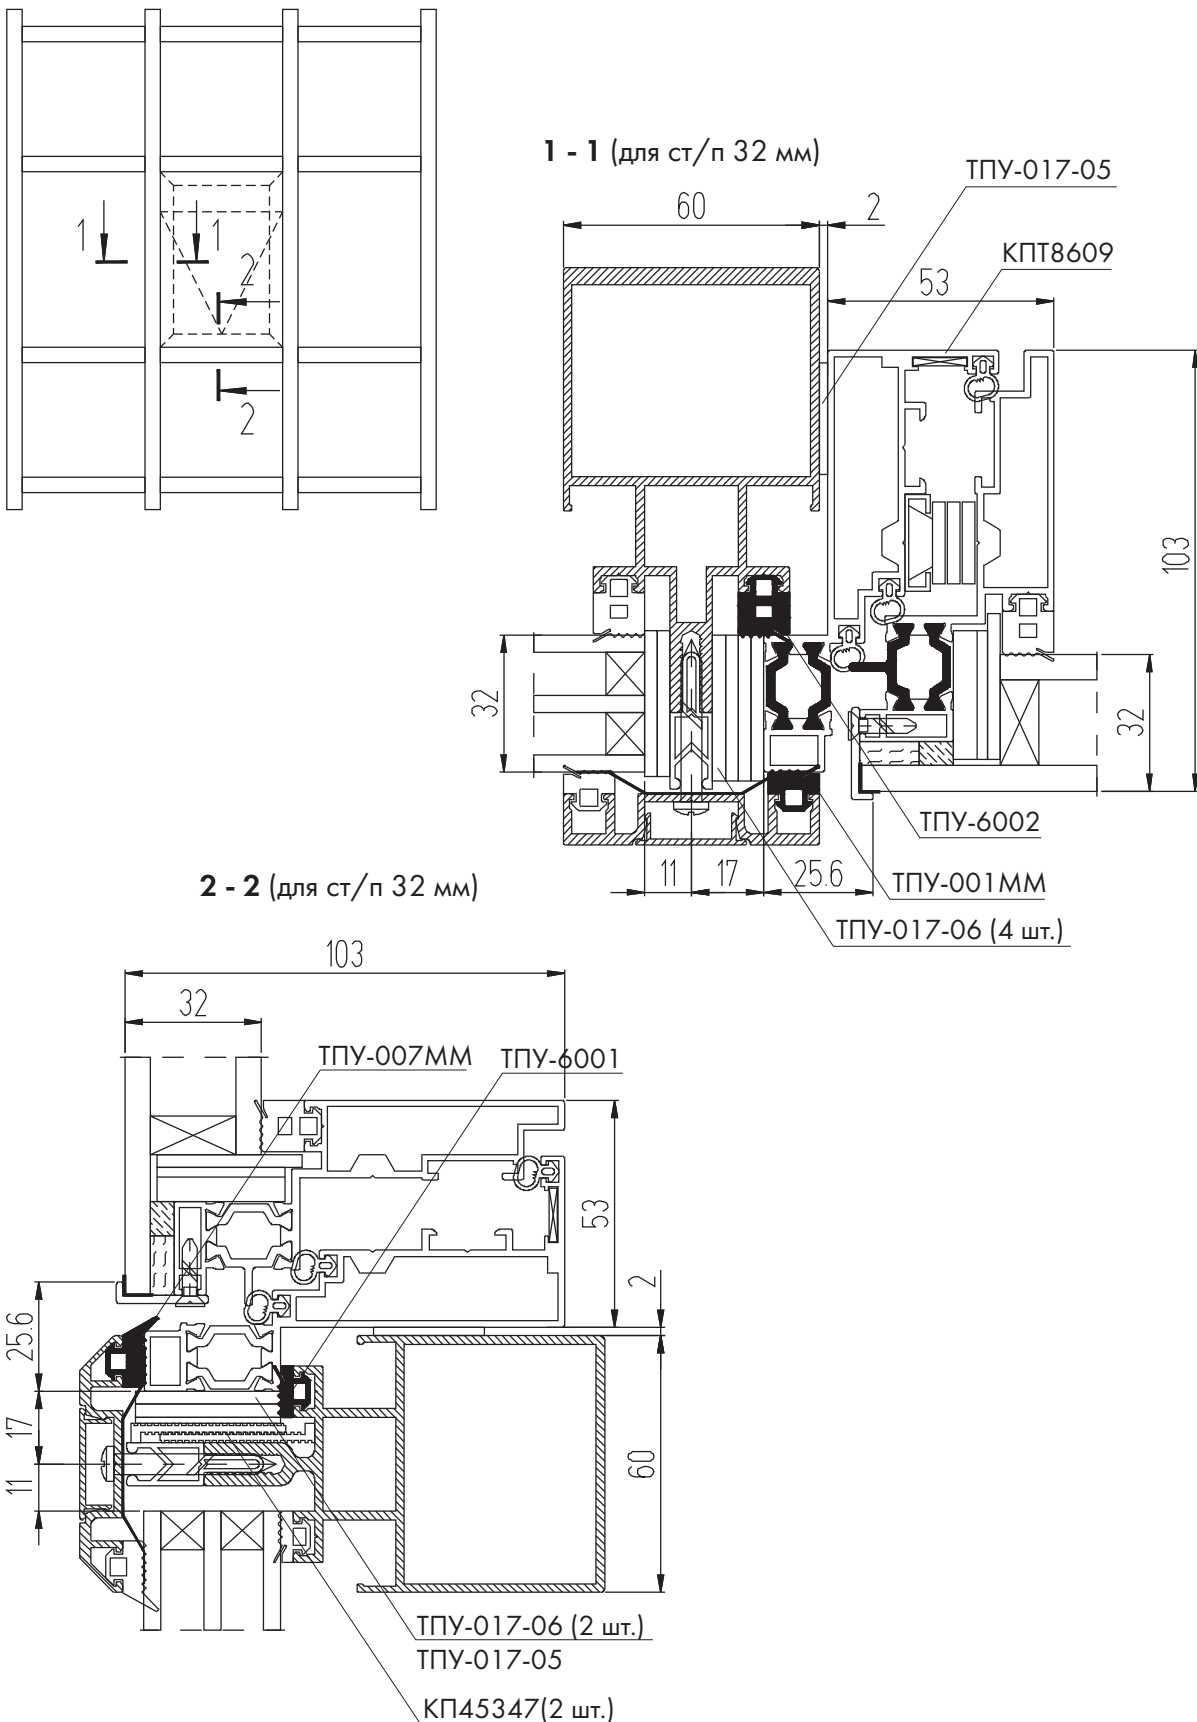 1 - 1 (для ст/п 32 мм)
ТПУ-017-05
60
2
КПТ8609
53
1
1
2
2
103
32
32
ТПУ-6002
11
17
25.6
ТПУ-001ММ
2 - 2 (для ст/п 32 мм)
ТПУ-017-06 (4 шт.)
103
32
ТПУ-007ММ
ТПУ-6001
53
2
25.6
17
11
60
ТПУ-017-06 (2 шт.)
ТПУ-017-05
КП45347(2 шт.)